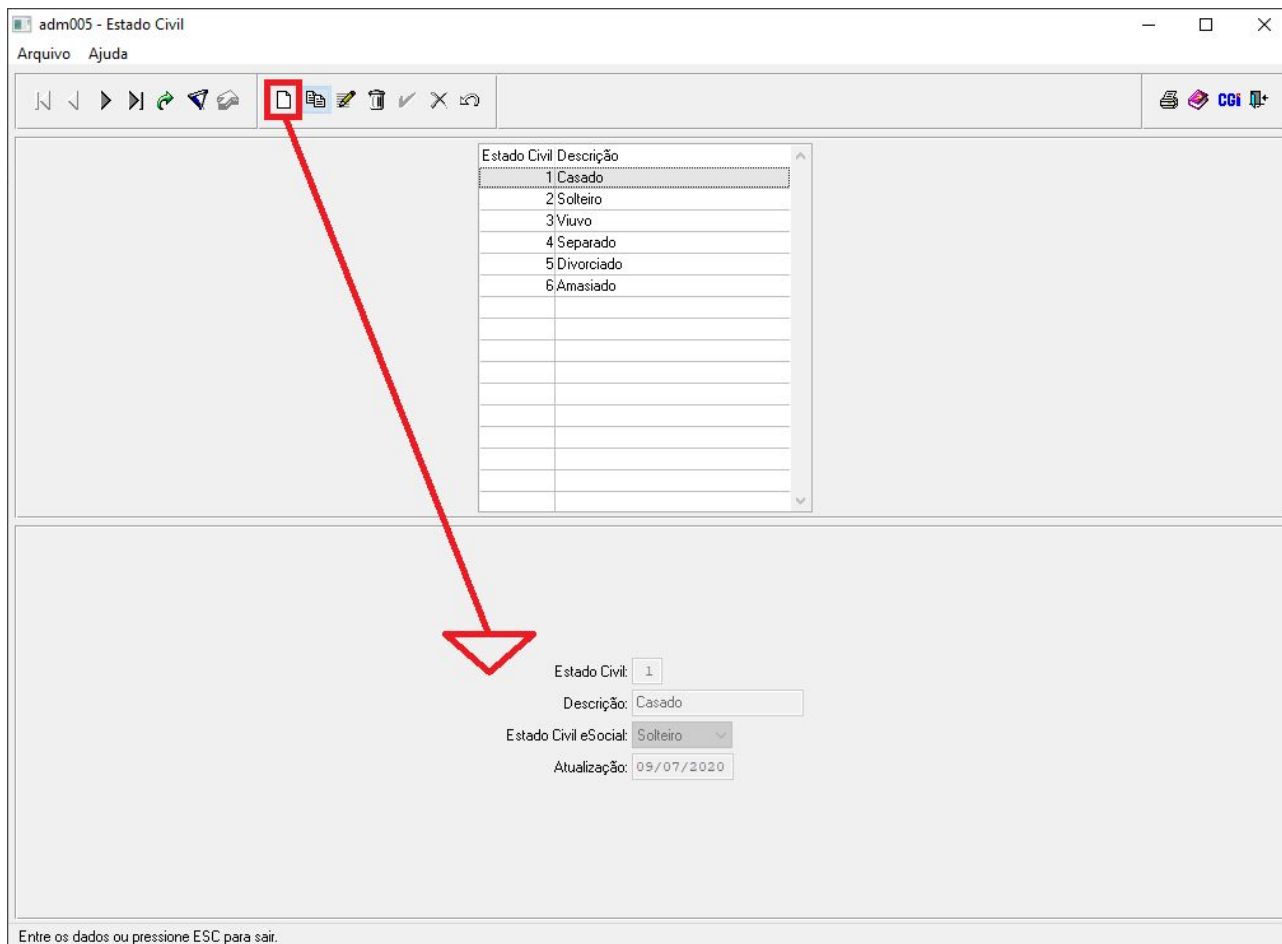 adm005 - Estado Civil
Arquivo Ajuda
CGi
Estado Civil Descrição
1 Casado
2 Solteiro
3 Viuvo
4 Separado
5 Divorciado
6 Amasiado
Estado Civil: 1
Descrição: Casado
Estado Civil eSocial: Solteiro
Atualização: 09/07/2020
Entre os dados ou pressione ESC para sair.